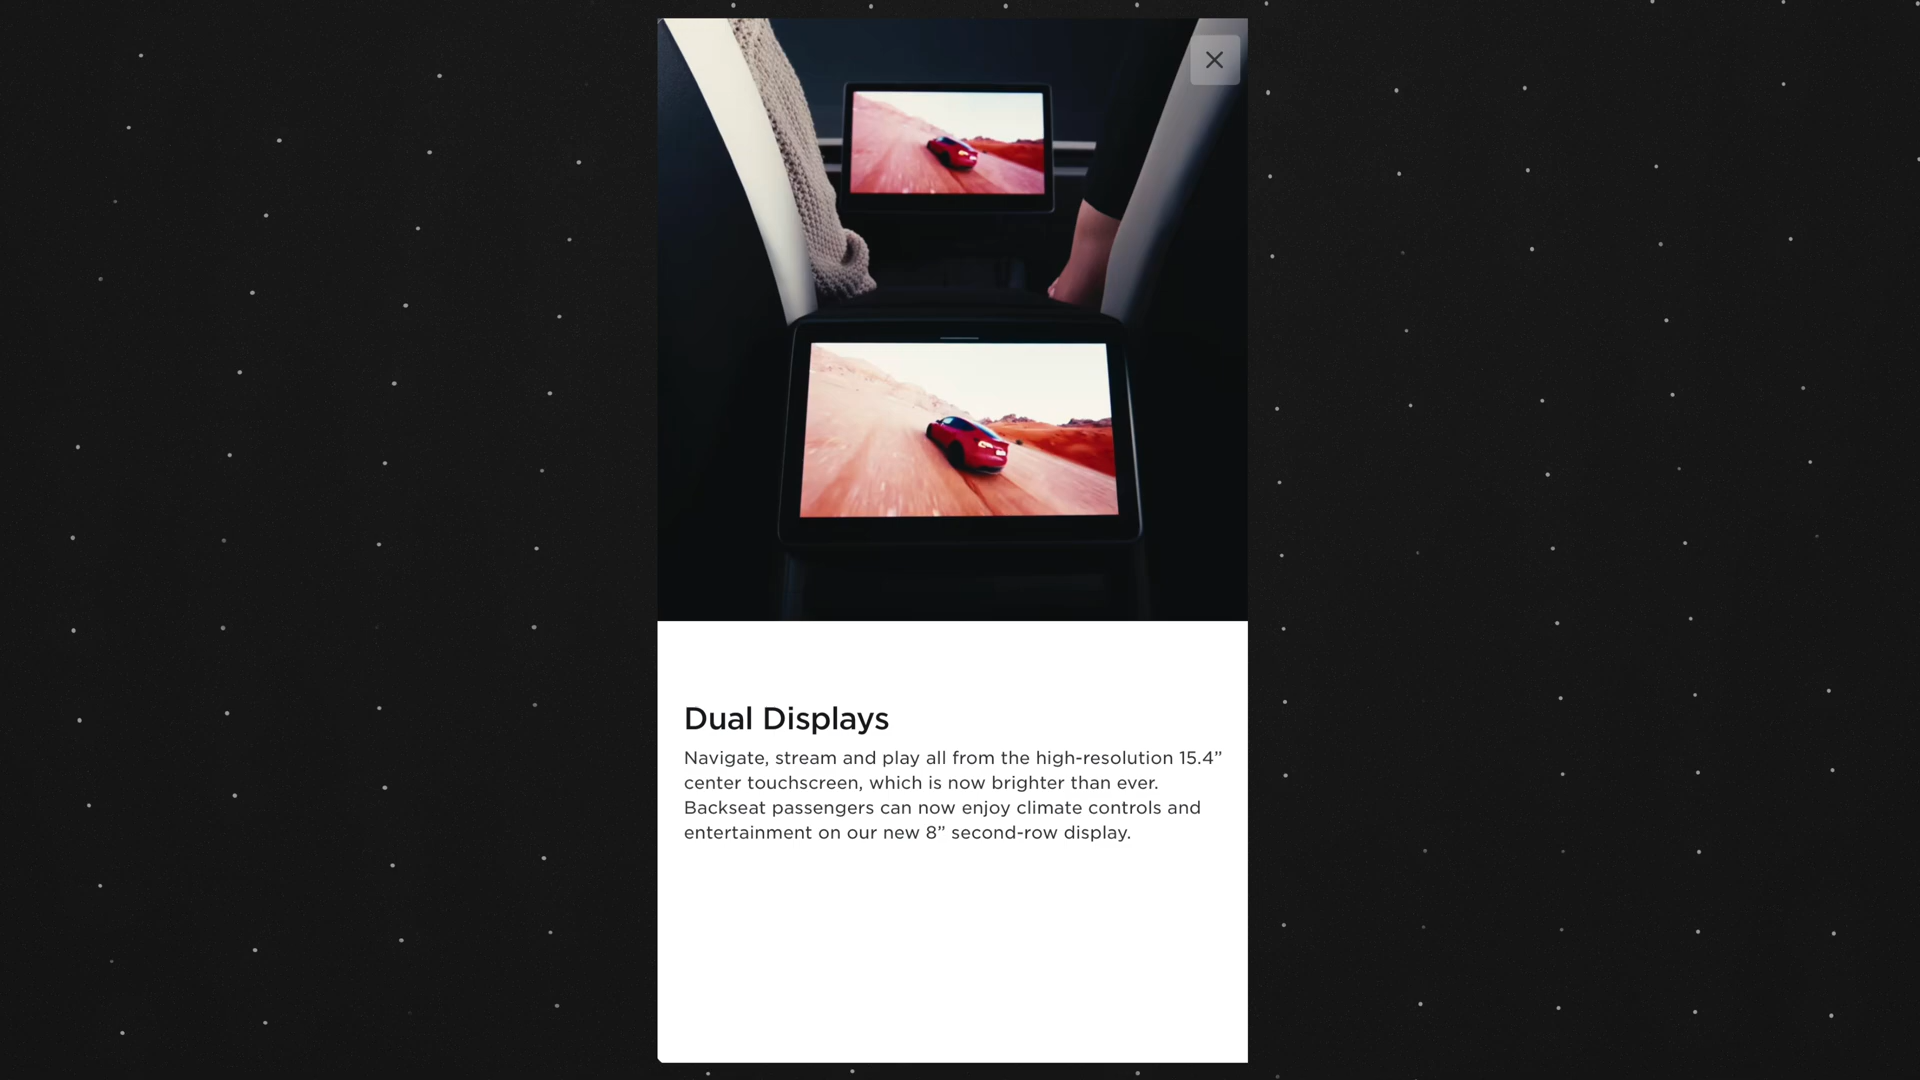 Dual Displays
Navigate, stream and play all from the high-resolution 15.4”
center touchscreen, which is now brighter than ever.
Backseat passengers can now enjoy climate controls and
entertainment on our new 8” second-row display.